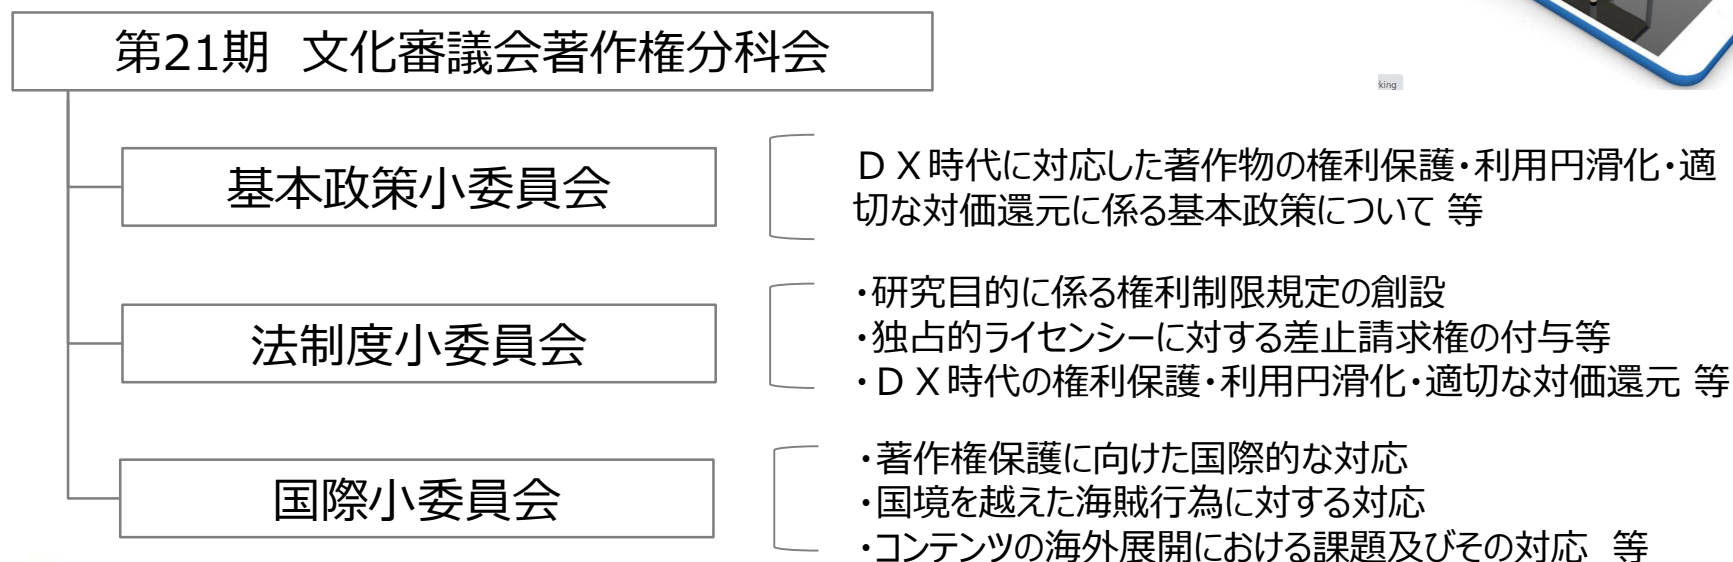 第21期 文化審議会著作権分科会
king
基本政策小委員会
ＤＸ時代に対応した著作物の権利保護・利用円滑化・適
切な対価還元に係る基本政策について 等
法制度小委員会
・研究目的に係る権利制限規定の創設
・独占的ライセンシーに対する差止請求権の付与等
・ＤＸ時代の権利保護・利用円滑化・適切な対価還元 等
国際小委員会
・著作権保護に向けた国際的な対応
・国境を越えた海賊行為に対する対応
・コンテンツの海外展開における課題及びその対応 等